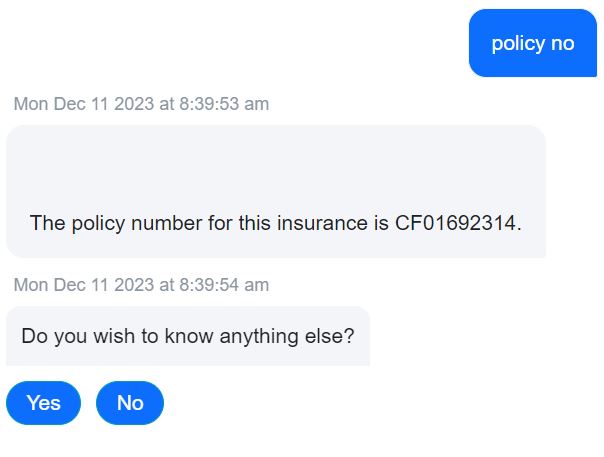 policy no
Mon Dec 11 2023 at 8:39:53 am
The policy number for this insurance is CF01692314.
Mon Dec 11 2023 at 8:39:54 am
Do you wish to know anything else?
Yes No